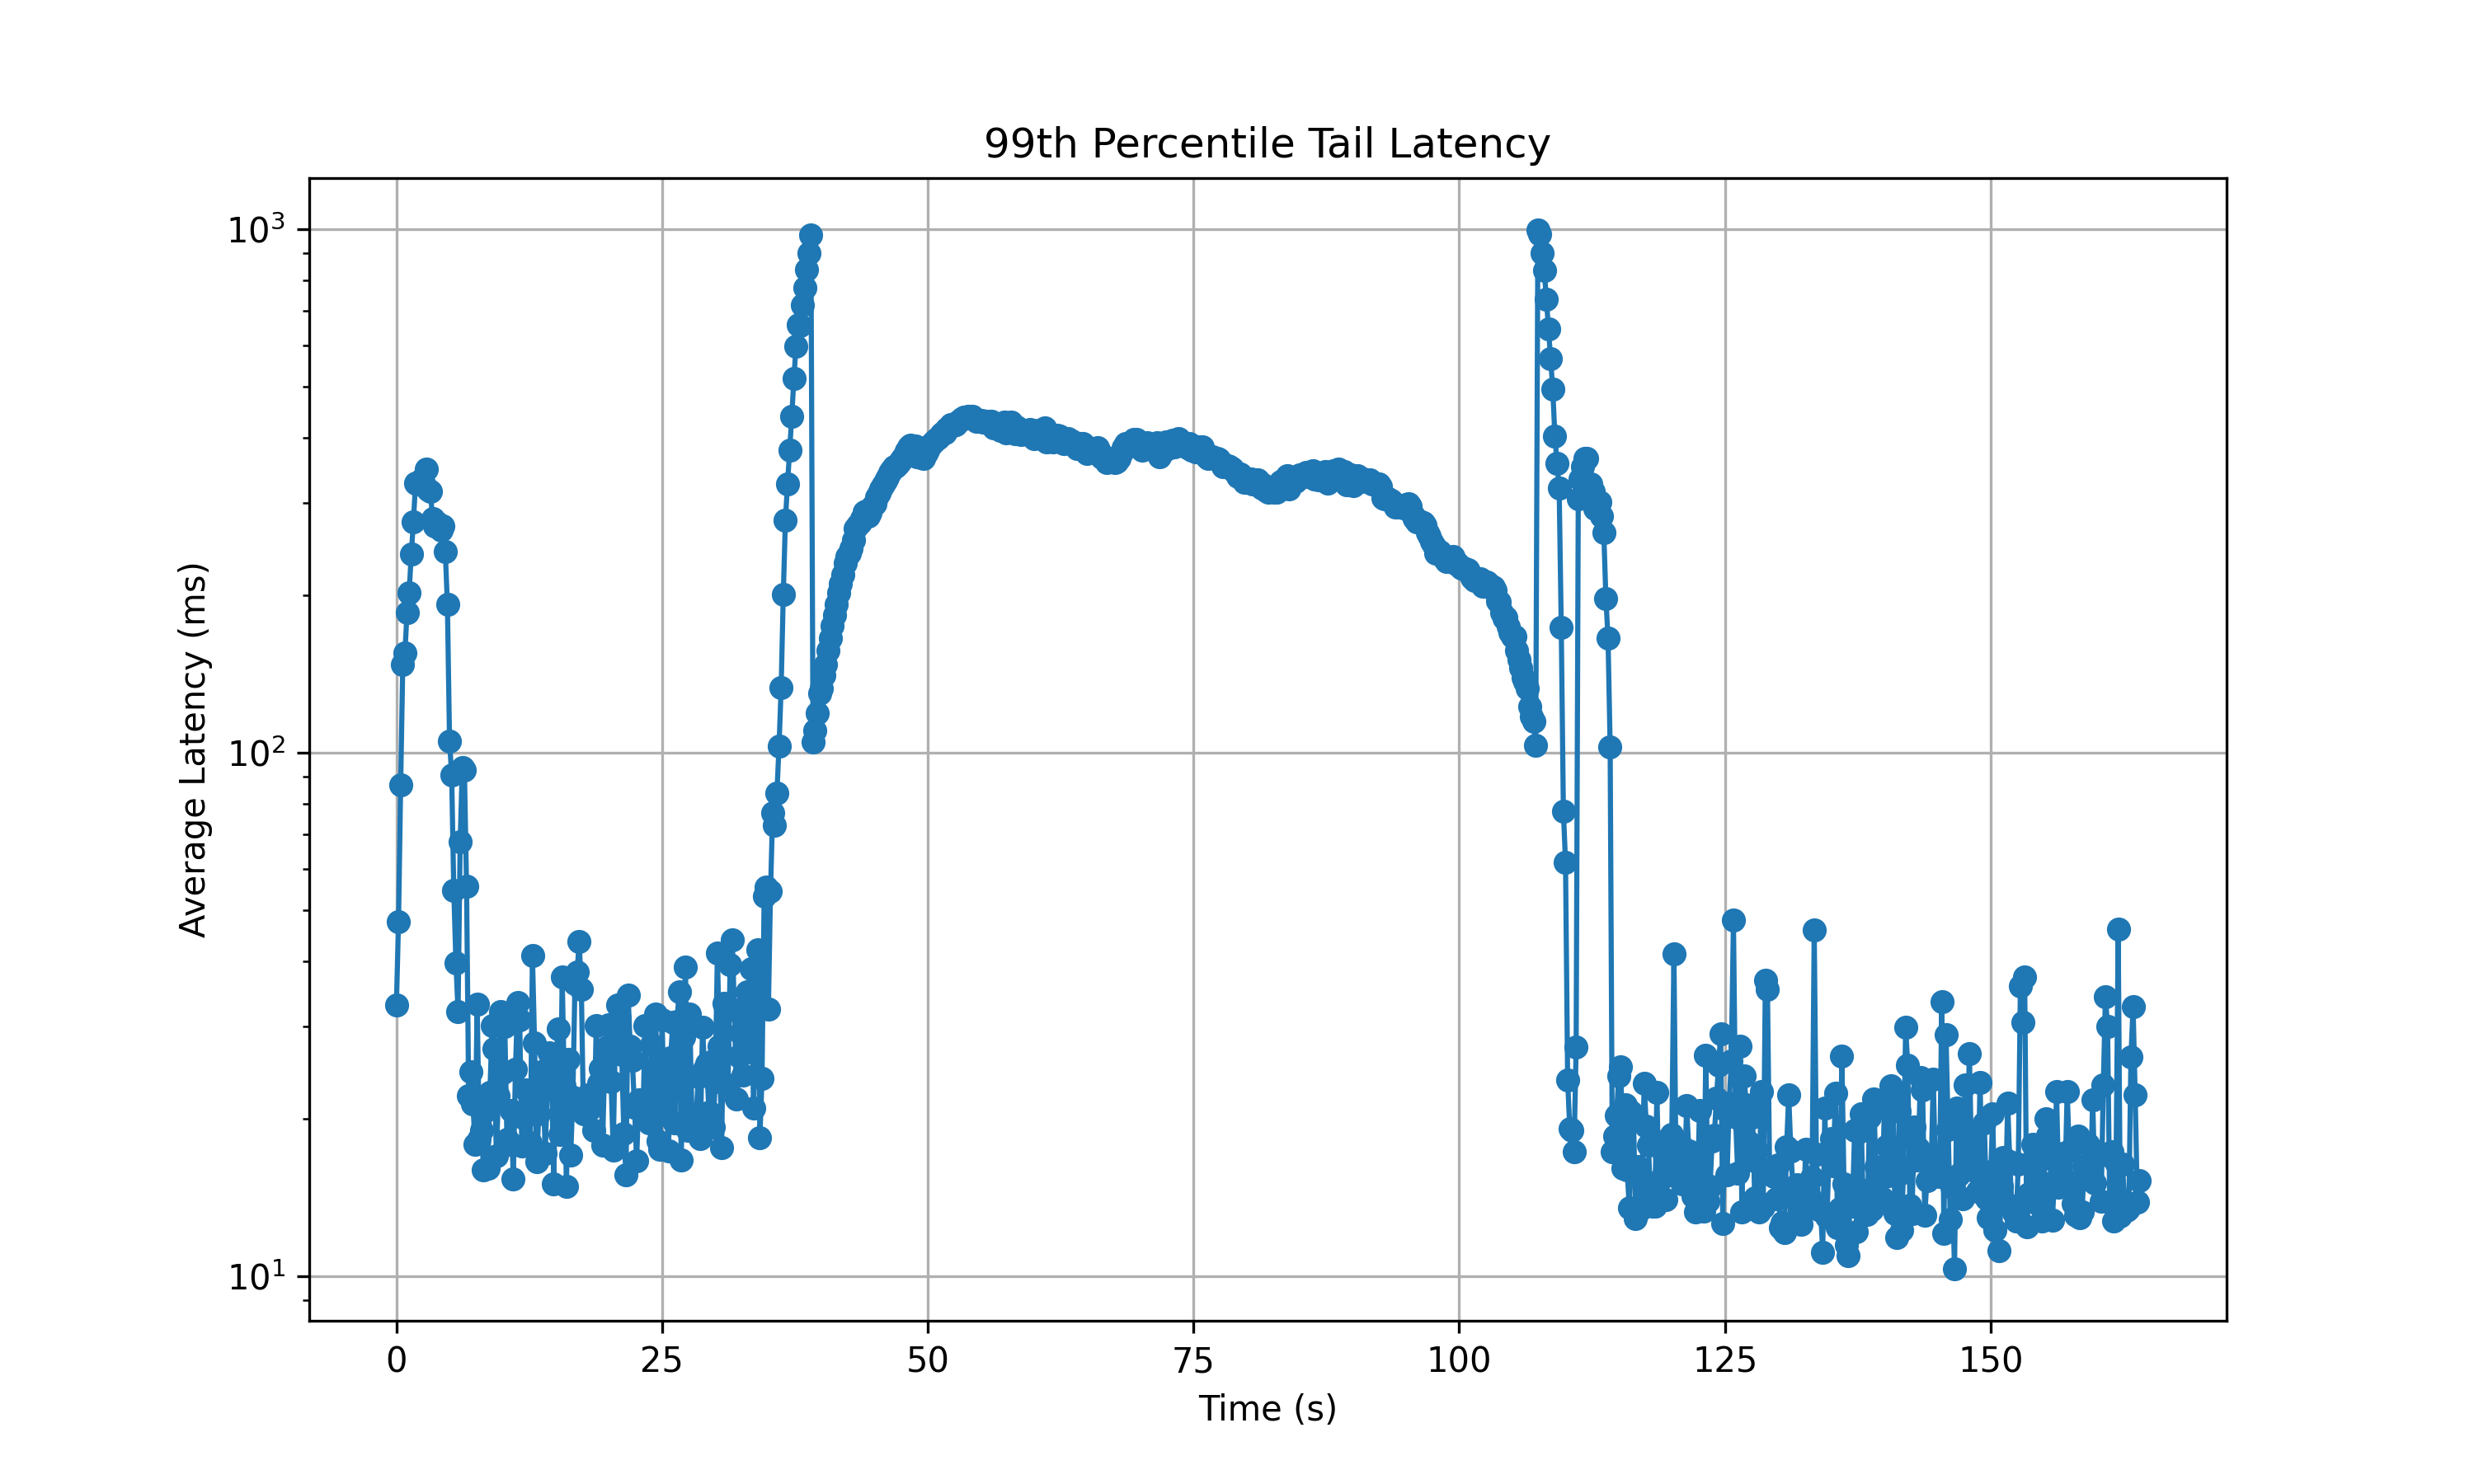 99th Percentile Tail Latency
Average Latency (ms)
10³
10²
10¹
0 25 50 75 100 125 150
Time (s)